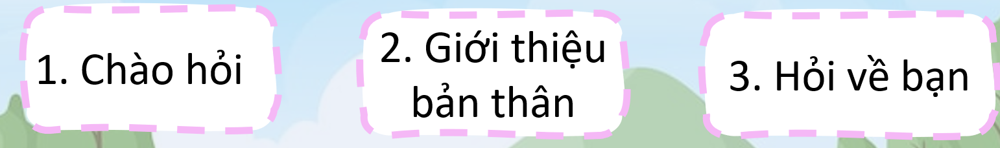 1. Chào hỏi
2. Giới thiệu
bản thân
3. Hỏi về bạn